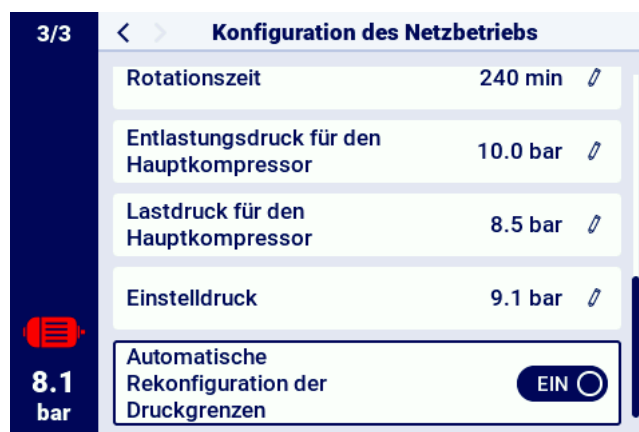 3/3
Konfiguration des Netzbetriebs
Rotationszeit 240 min
Entlastungsdruck für den
Hauptkompressor
10.0 bar
Lastdruck für den
Hauptkompressor
8.5 bar
Einstelldruck 9.1 bar
Automatische
Rekonfiguration der
Druckgrenzen
EIN
8.1
bar